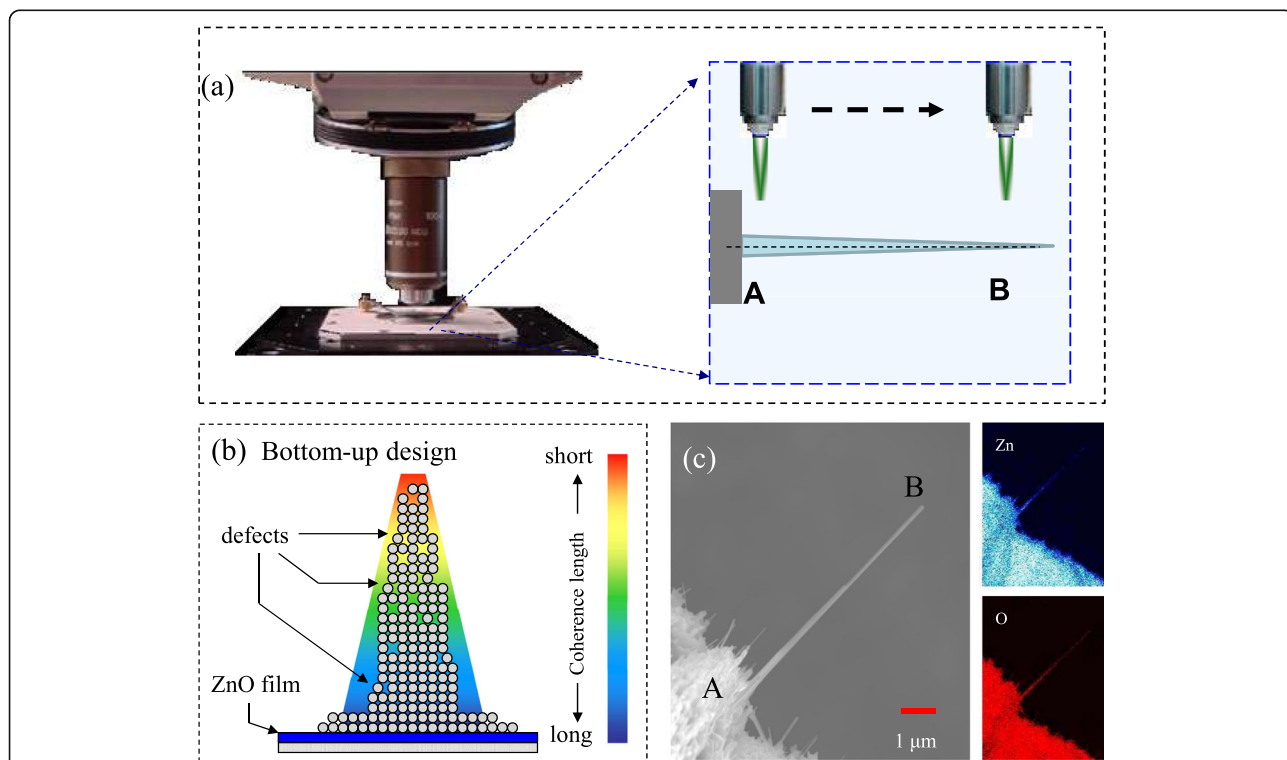 (a)
A
B
(b) Bottom-up design
short
defects
Coherence length
ZnO film
long
(c)
B
A
1 μm
Zn
O